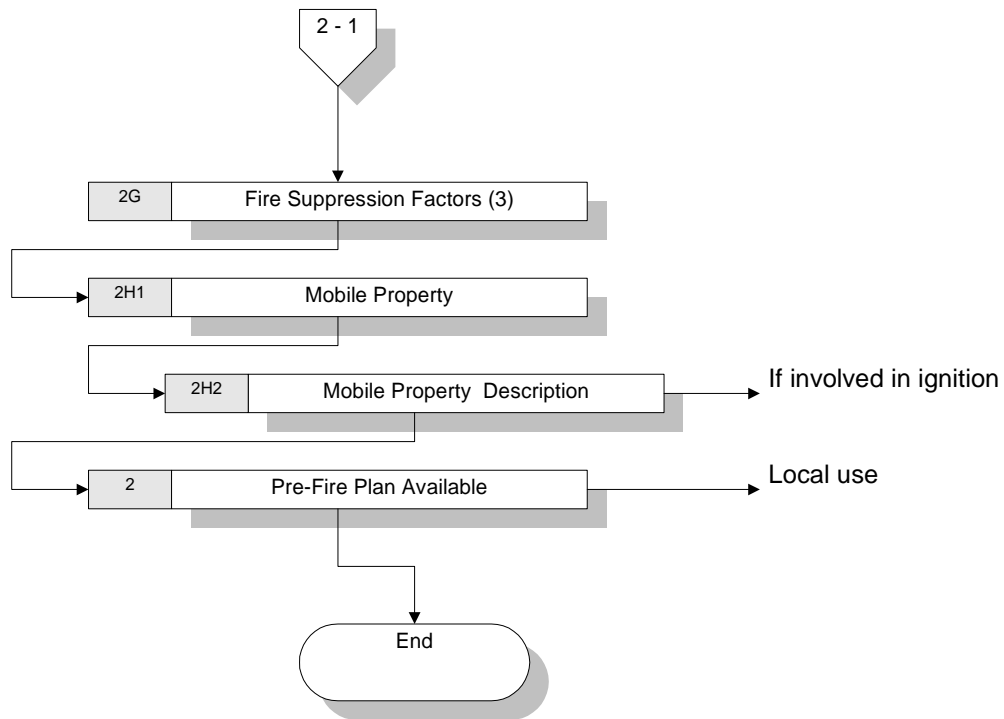 2 - 1
2G Fire Suppression Factors (3)
2H1 Mobile Property
2H2 Mobile Property Description
If involved in ignition
2 Pre-Fire Plan Available
Local use
End